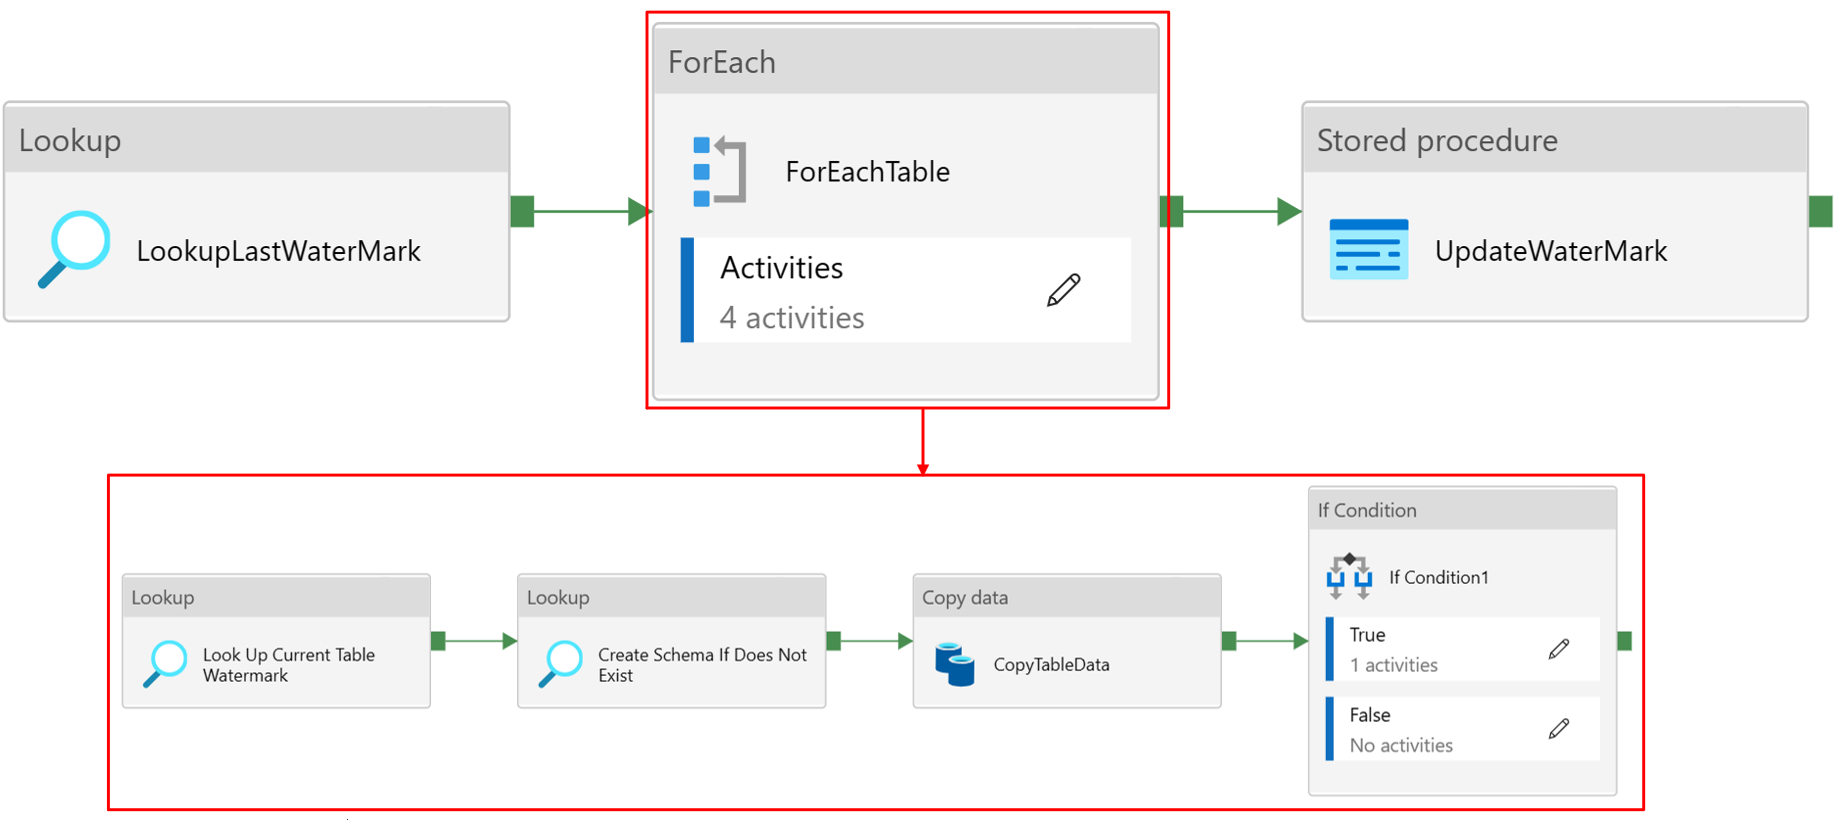 Lookup
LookupLastWaterMark
ForEach
ForEachTable
Activities
4 activities
Stored procedure
UpdateWaterMark
Lookup
Look Up Current Table
Watermark
Lookup
Create Schema If Does Not
Exist
Copy data
CopyTableData
If Condition
If Condition1
True
1 activities
False
No activities